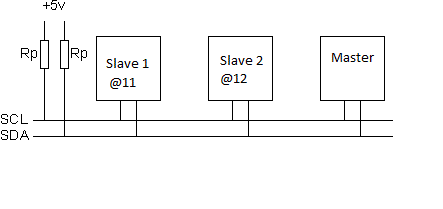 +5v
Rp
Rp
Slave 1
@11
Slave 2
@12
Master
SCL
SDA